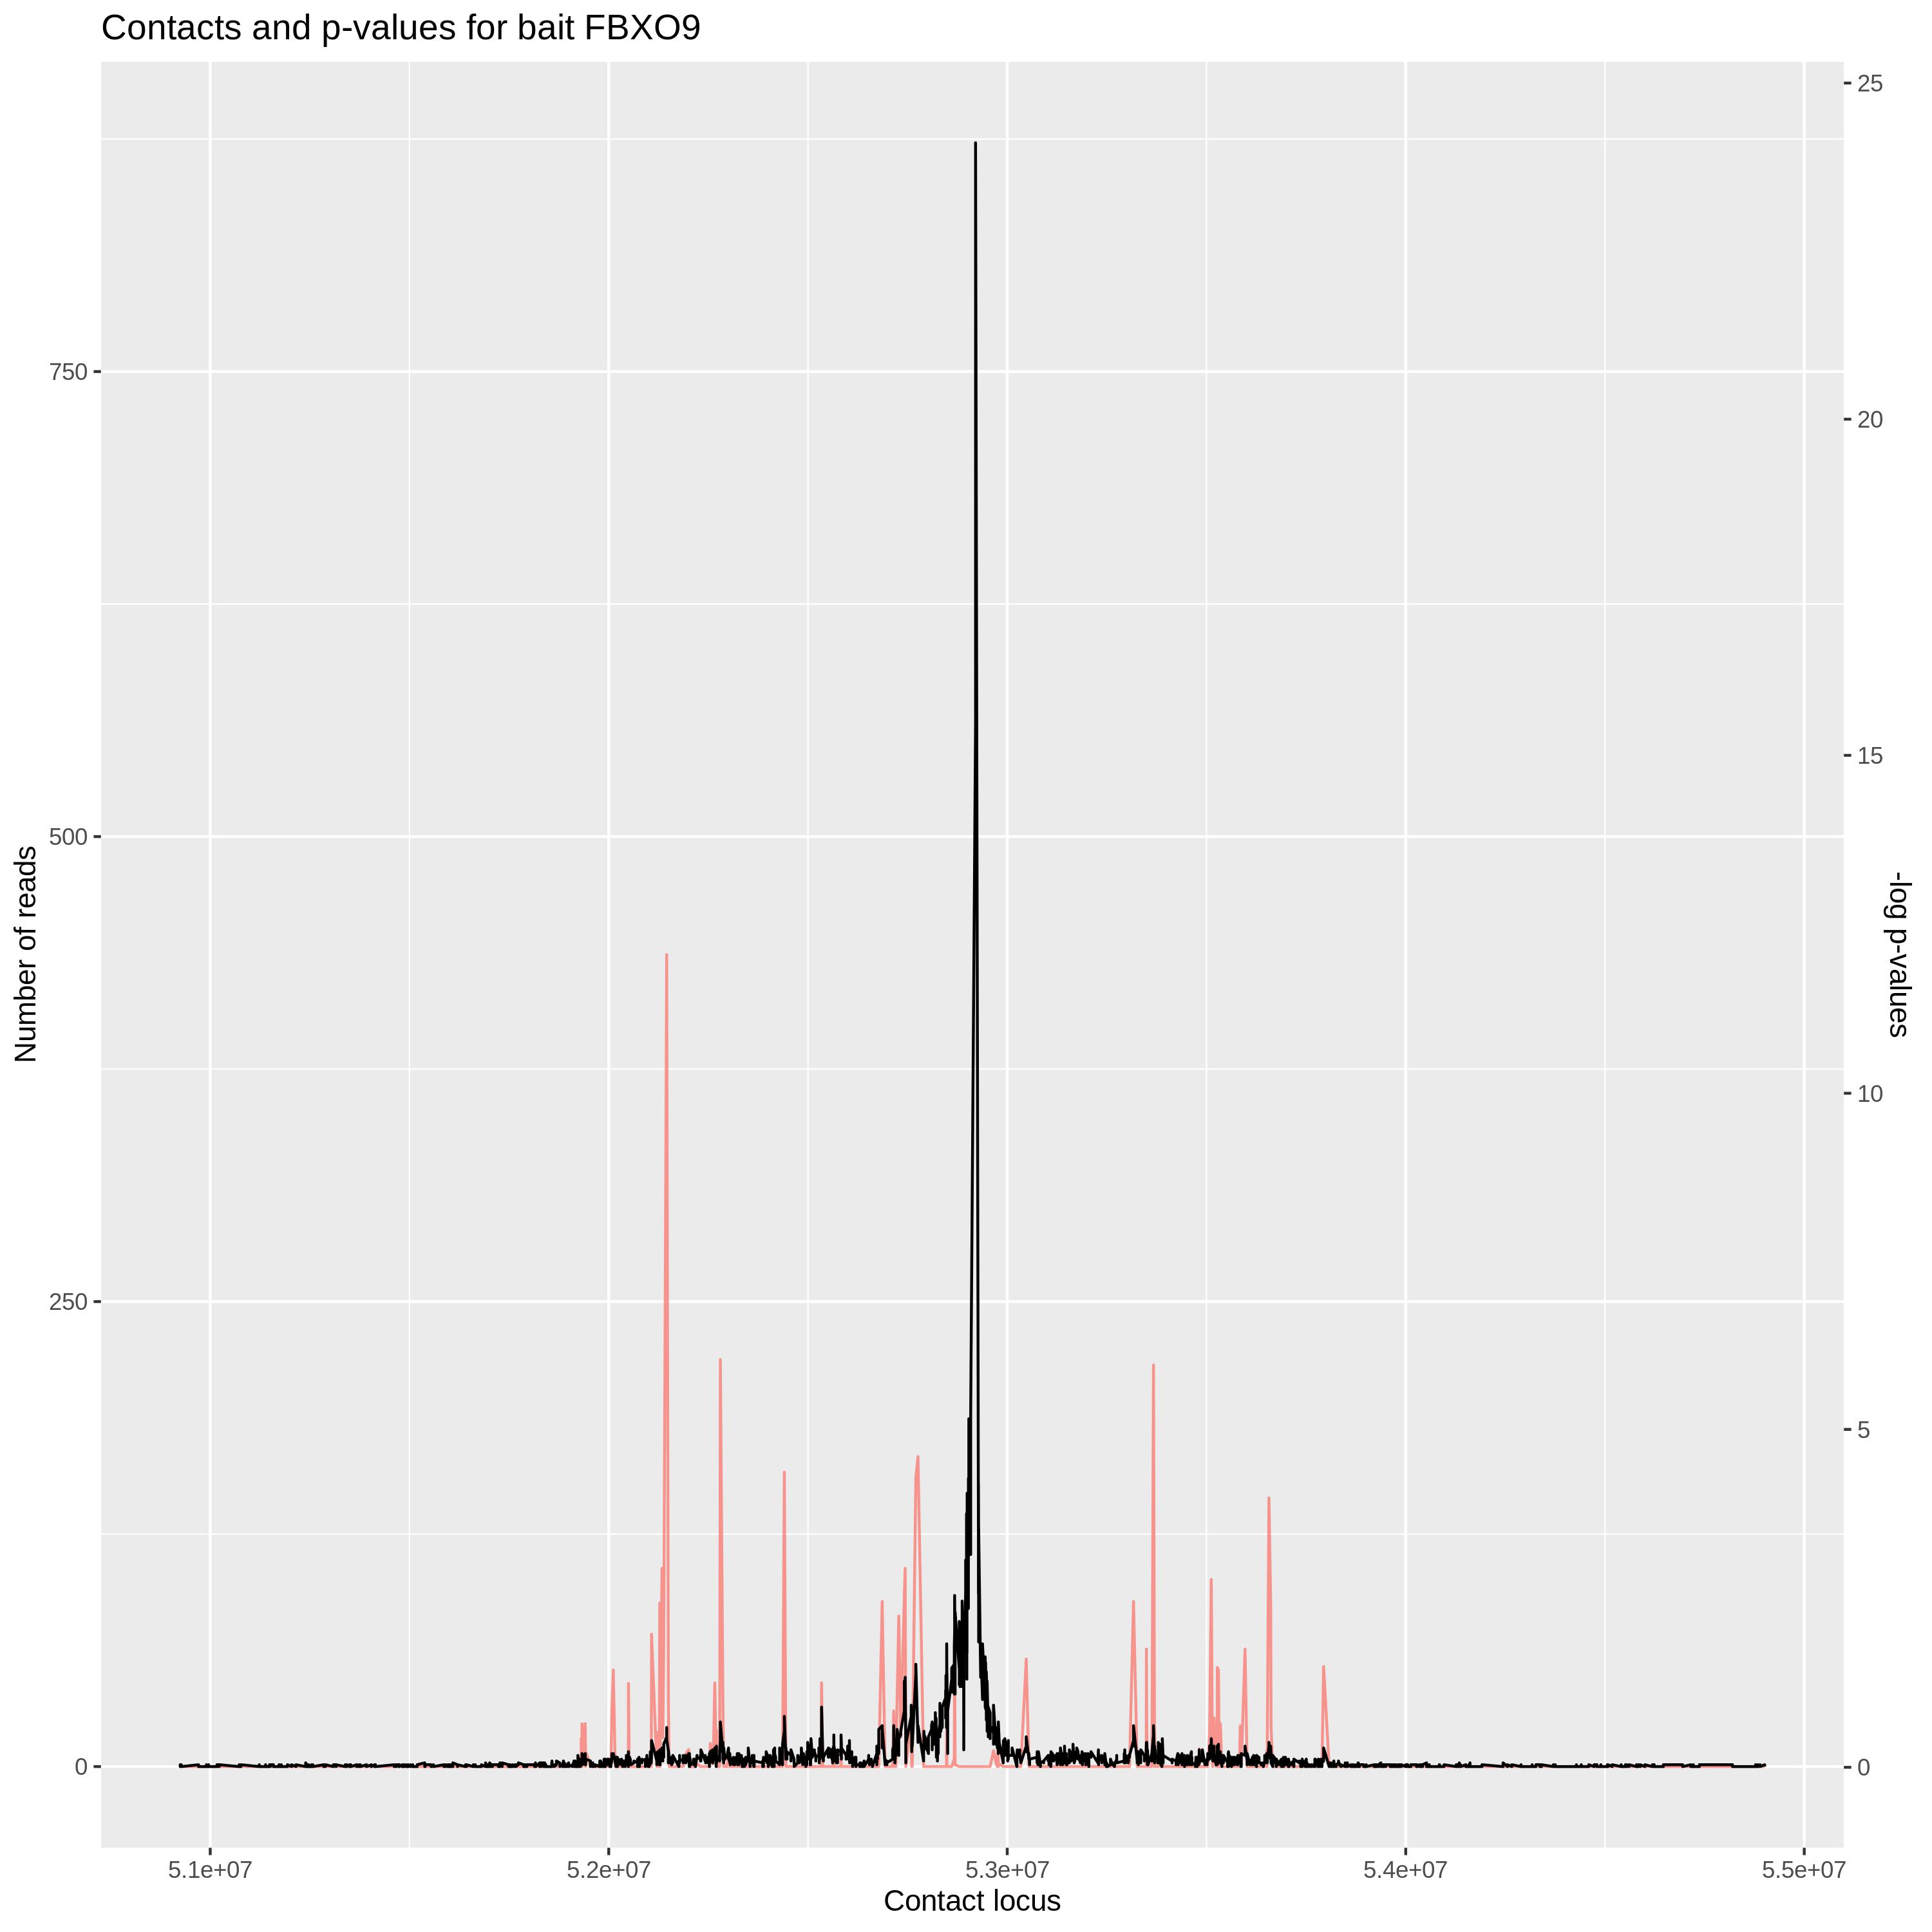 Contacts and p-values for bait FBXO9
Number of reads
750
500
250
0
25
20
15
10
5
0
-log p-values
5.1e+07
5.2e+07
5.3e+07
5.4e+07
5.5e+07
Contact locus